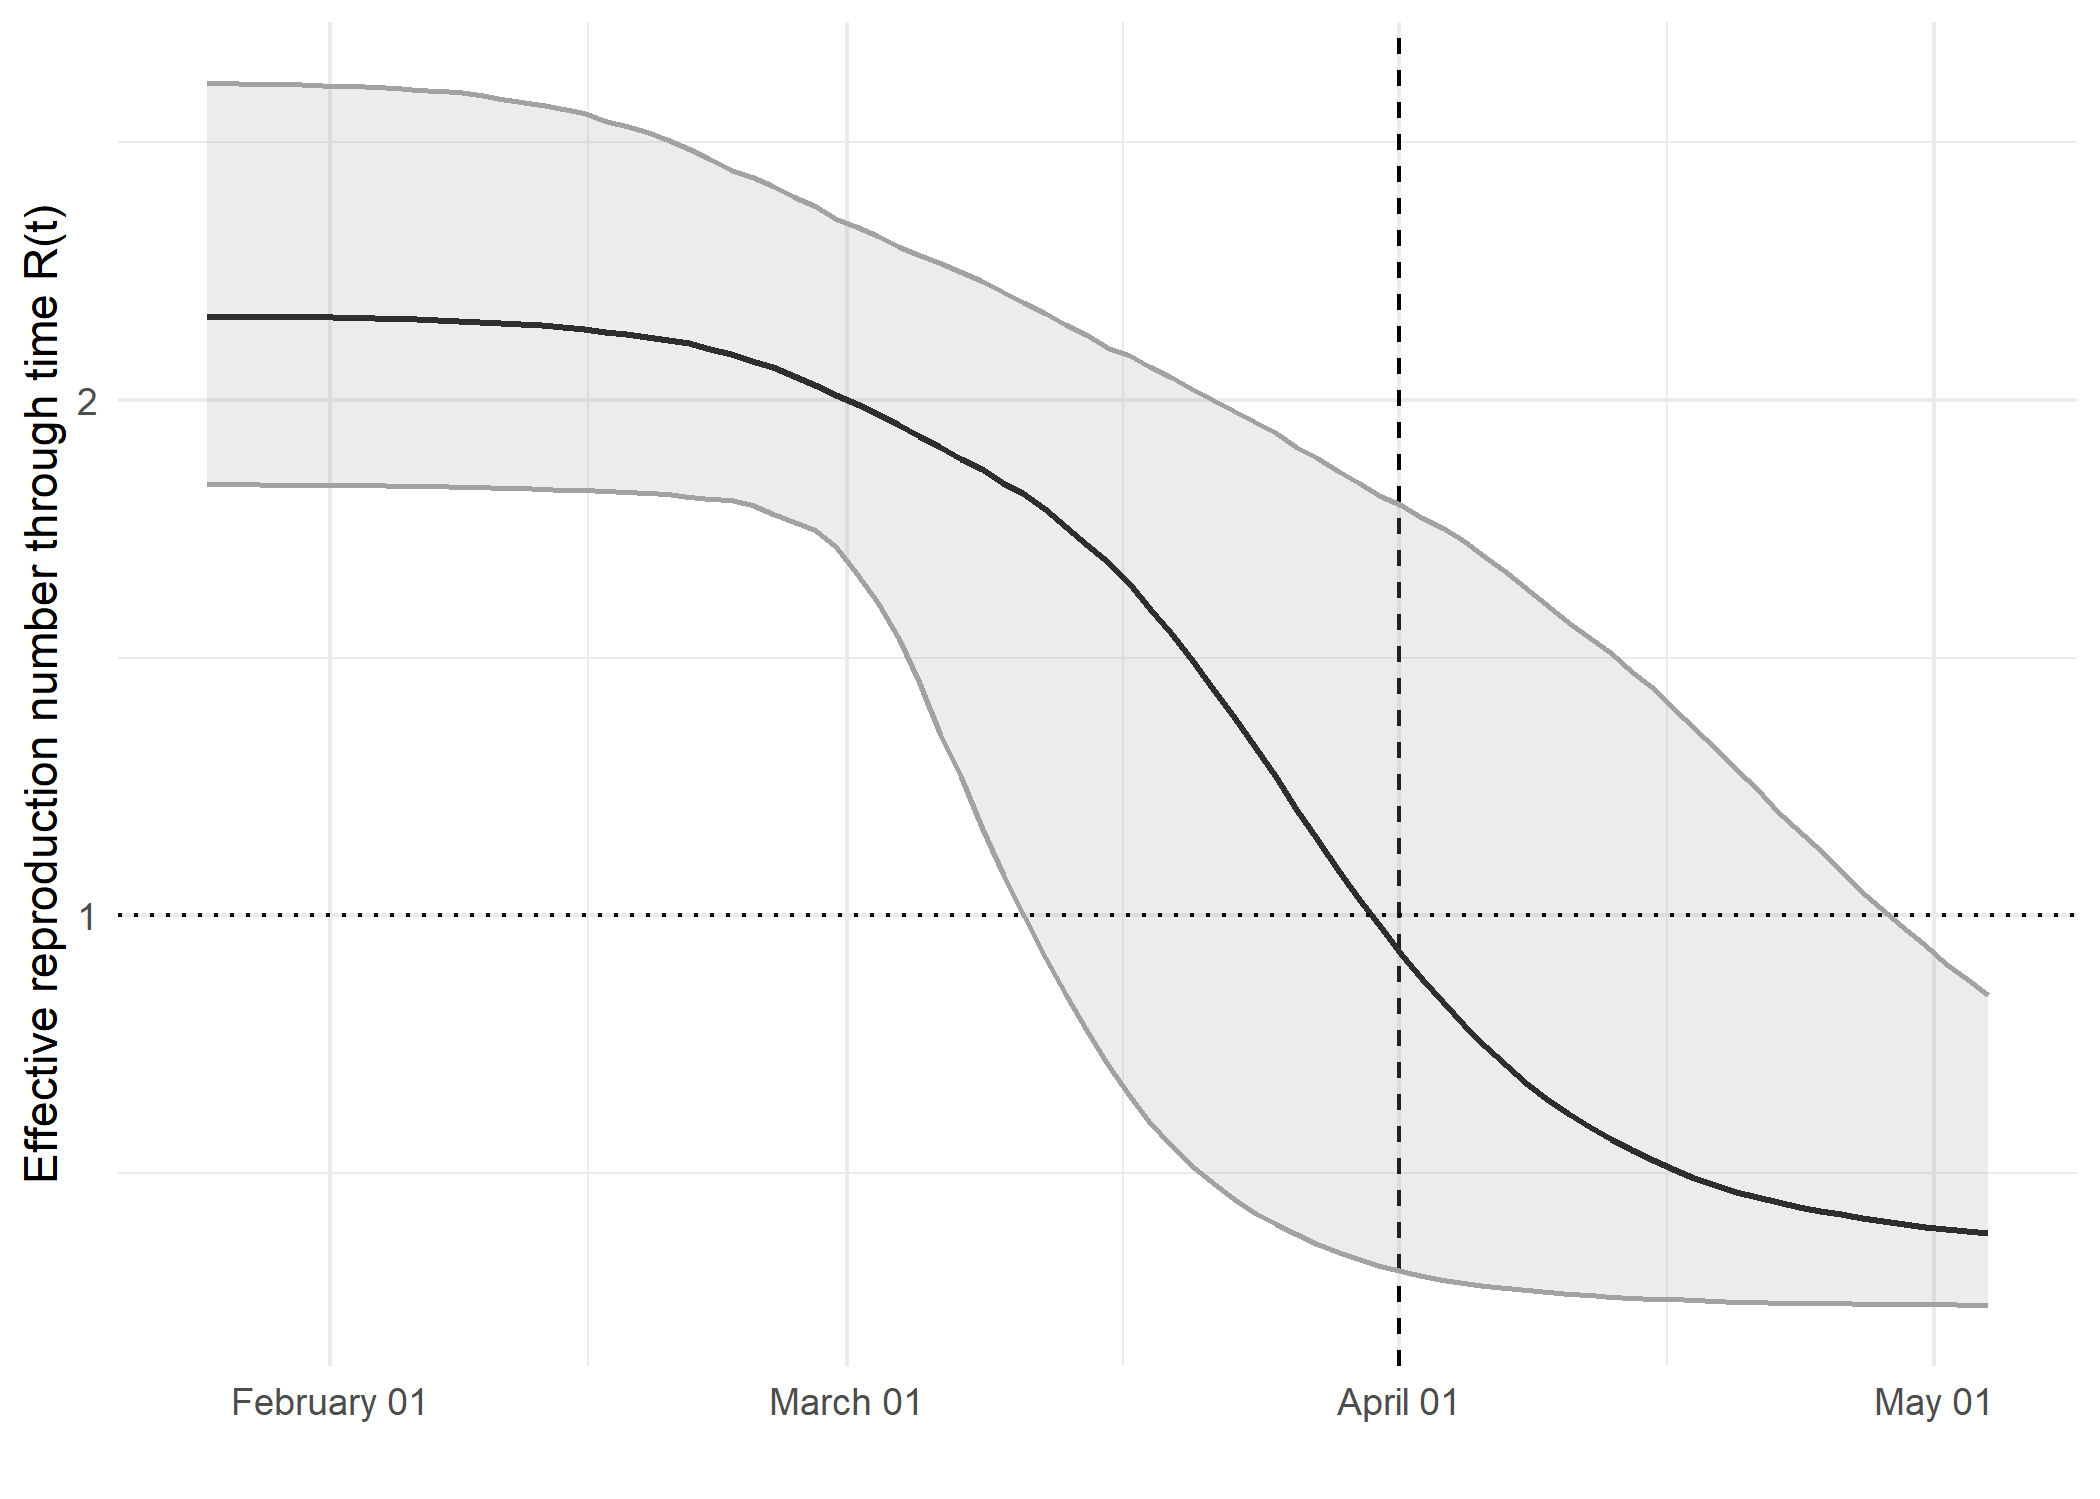 Effective reproduction number through time R(t)
2
1
February 01
March 01
April 01
May 01